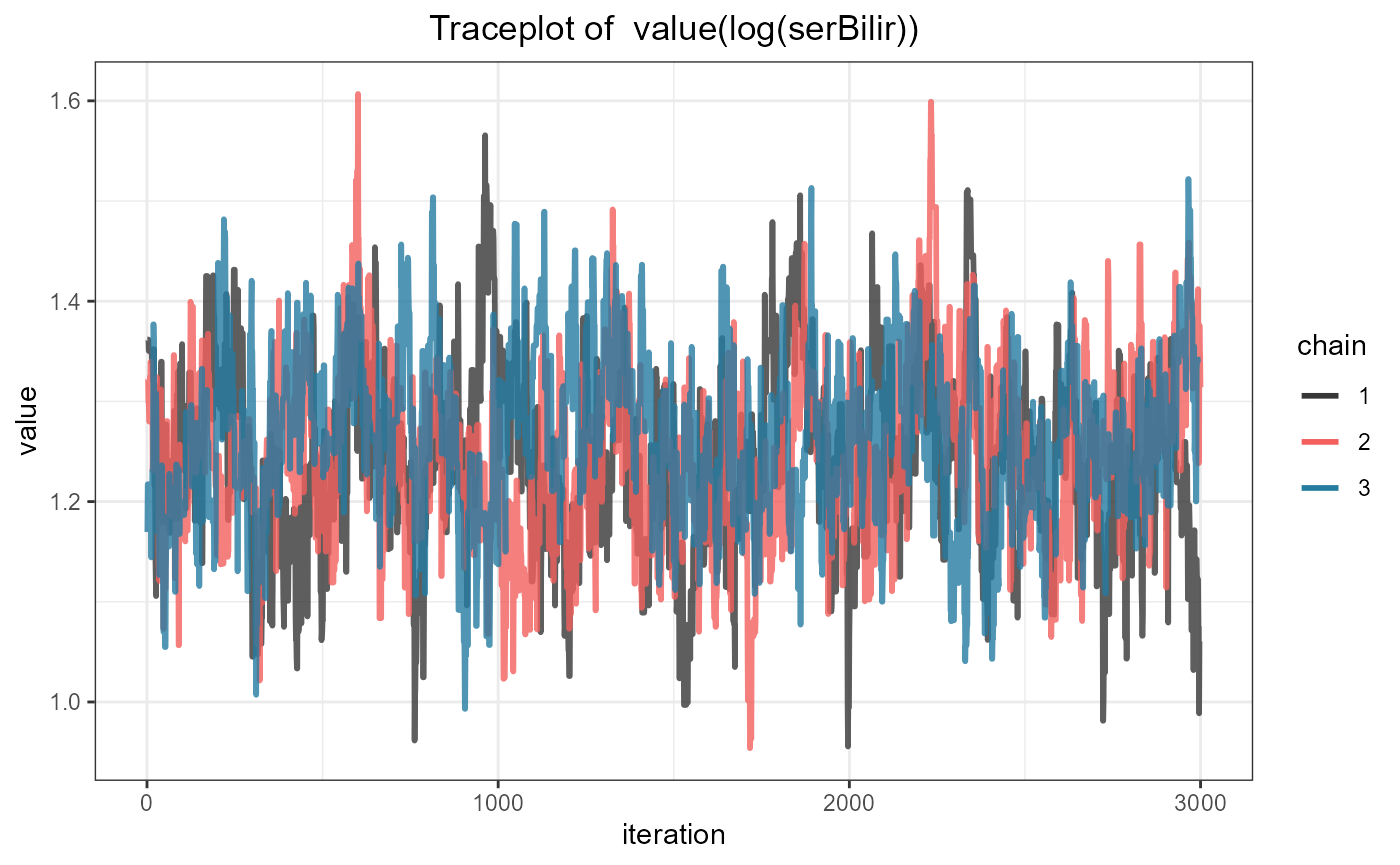 Traceplot of  value(log(serBilir))
1.6
1.4
1.2
1.0
value
0
1000
2000
3000
iteration
chain
1
2
3